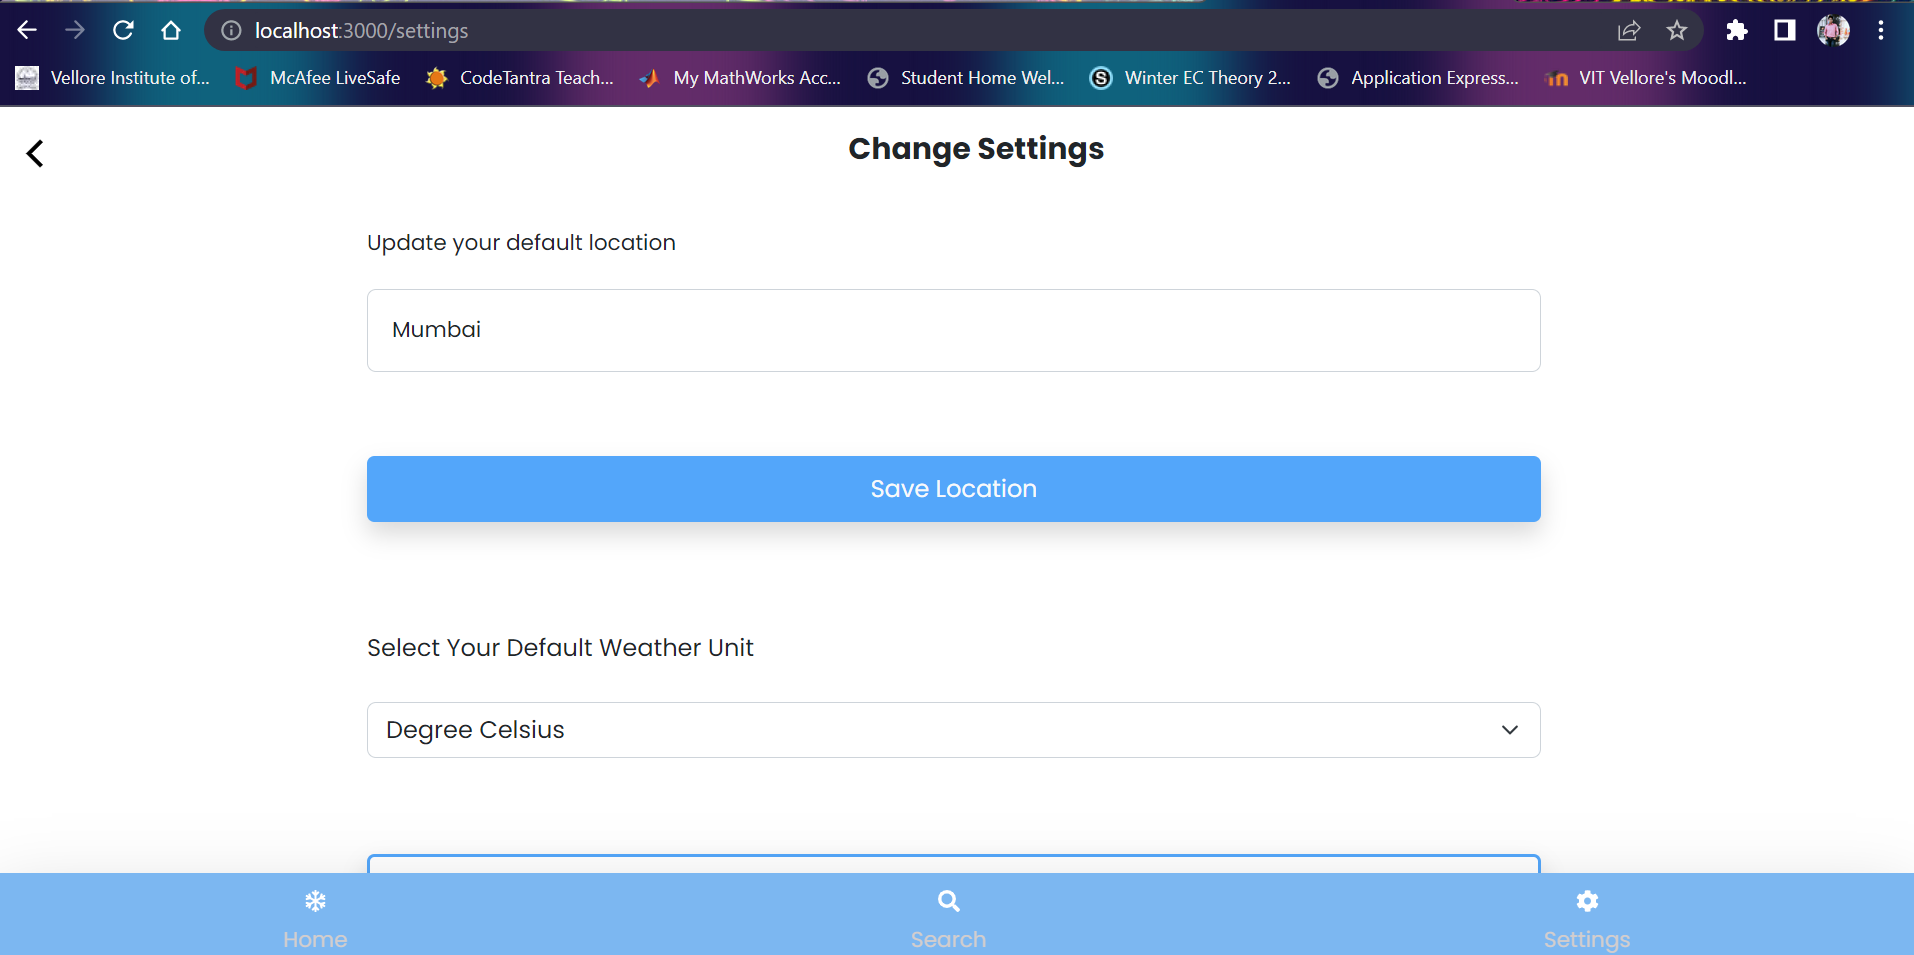 localhost:3000/settings
Vellore Institute of... McAfee LiveSafe CodeTantra Teach... My MathWorks Acc... Student Home Wel... Winter EC Theory 2... Application Express... VIT Vellore's Moodl...
Change Settings
Update your default location
Mumbai
Save Location
Select Your Default Weather Unit
Degree Celsius
Home Search Settings